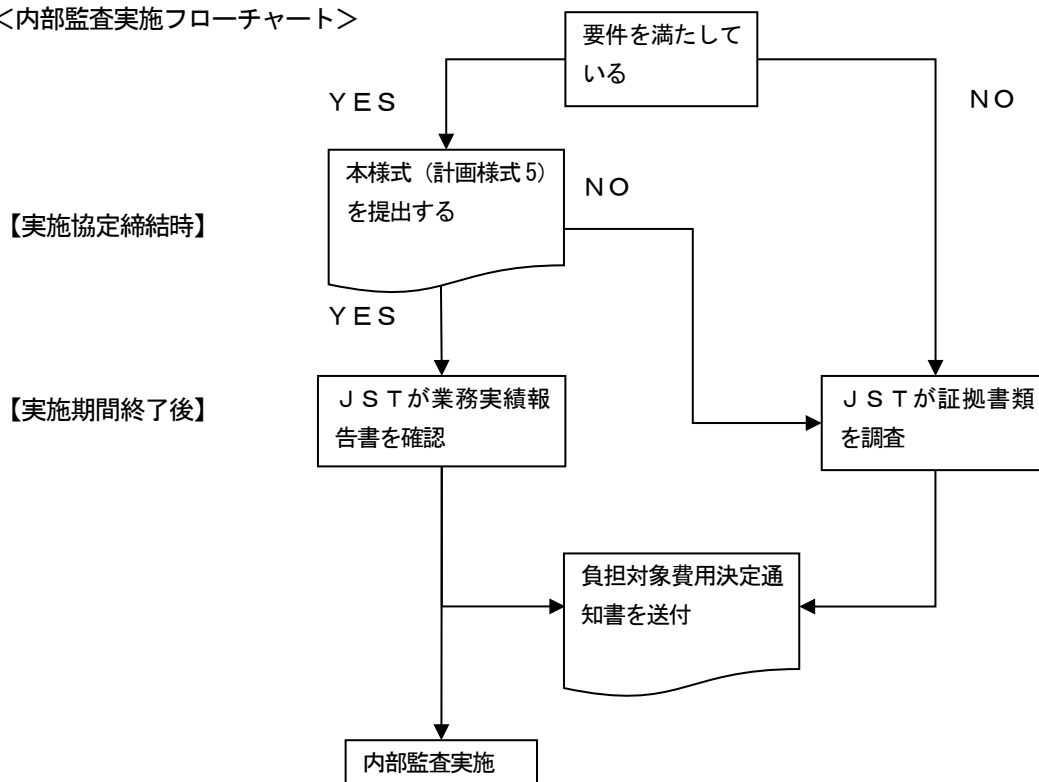 ＜内部監査実施フローチャート＞
要件を満たして
いる
ＹＥＳ
ＮＯ
本様式（計画様式５）
を提出する
ＮＯ
【実施協定締結時】
ＹＥＳ
【実施期間終了後】
ＪＳＴが業務実績報
告書を確認
ＪＳＴが証拠書類
を調査
負担対象費用決定通
知書を送付
内部監査実施